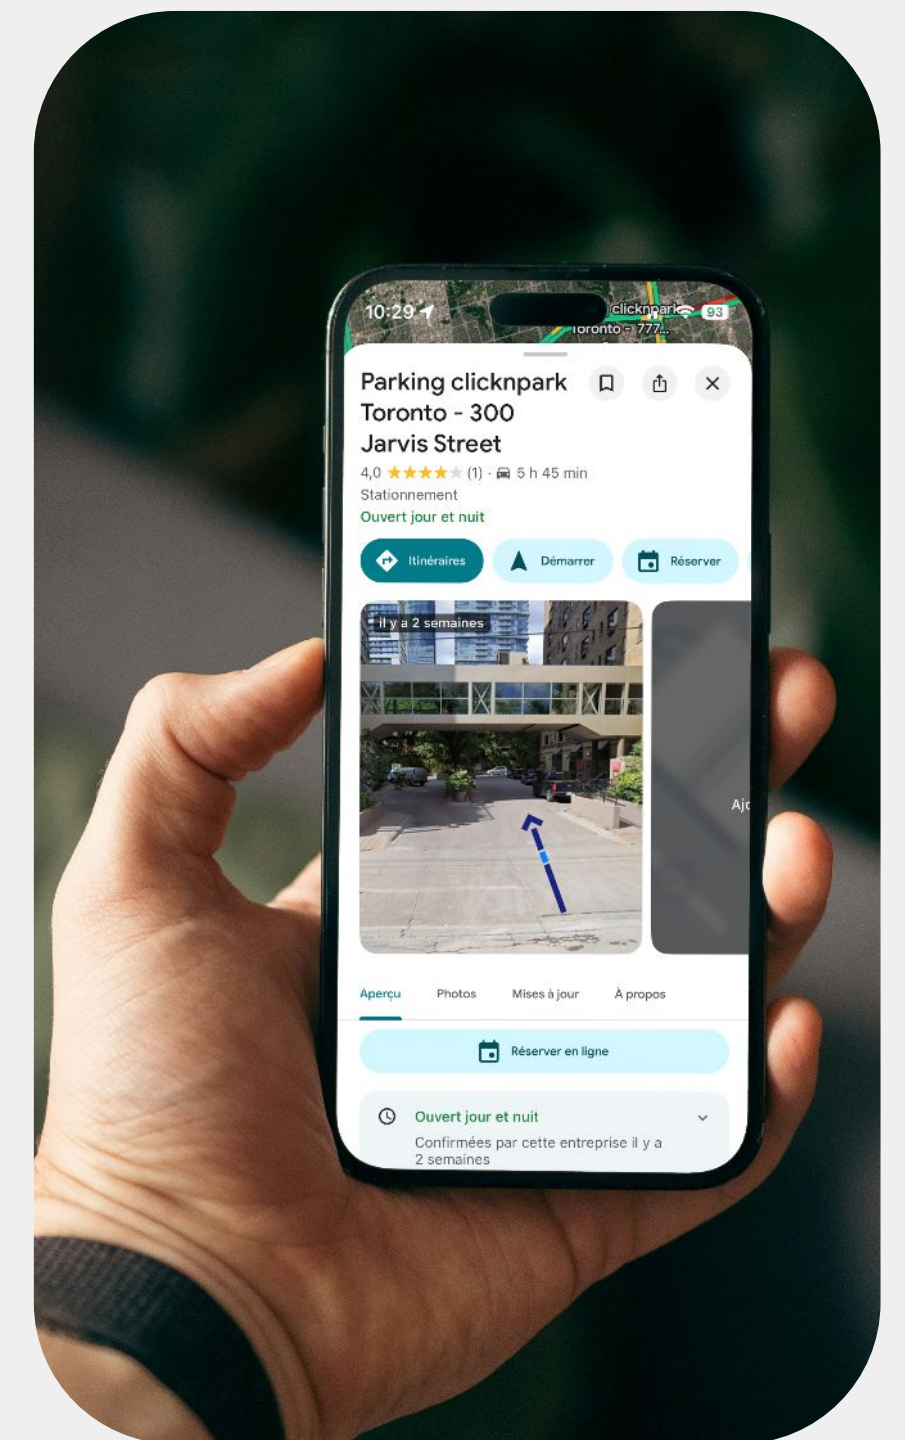 10:29
clicknpark
93
Toronto - 777...
Parking clicknpark
Toronto - 300
Jarvis Street
4,0 (1) · 5 h 45 min
Stationnement
Ouvert jour et nuit
Itinéraires Démarrer Réserver
il y a 2 semaines
Ajo
Aperçu Photos Mises à jour À propos
Réserver en ligne
Ouvert jour et nuit
Confirmées par cette entreprise il y a
2 semaines